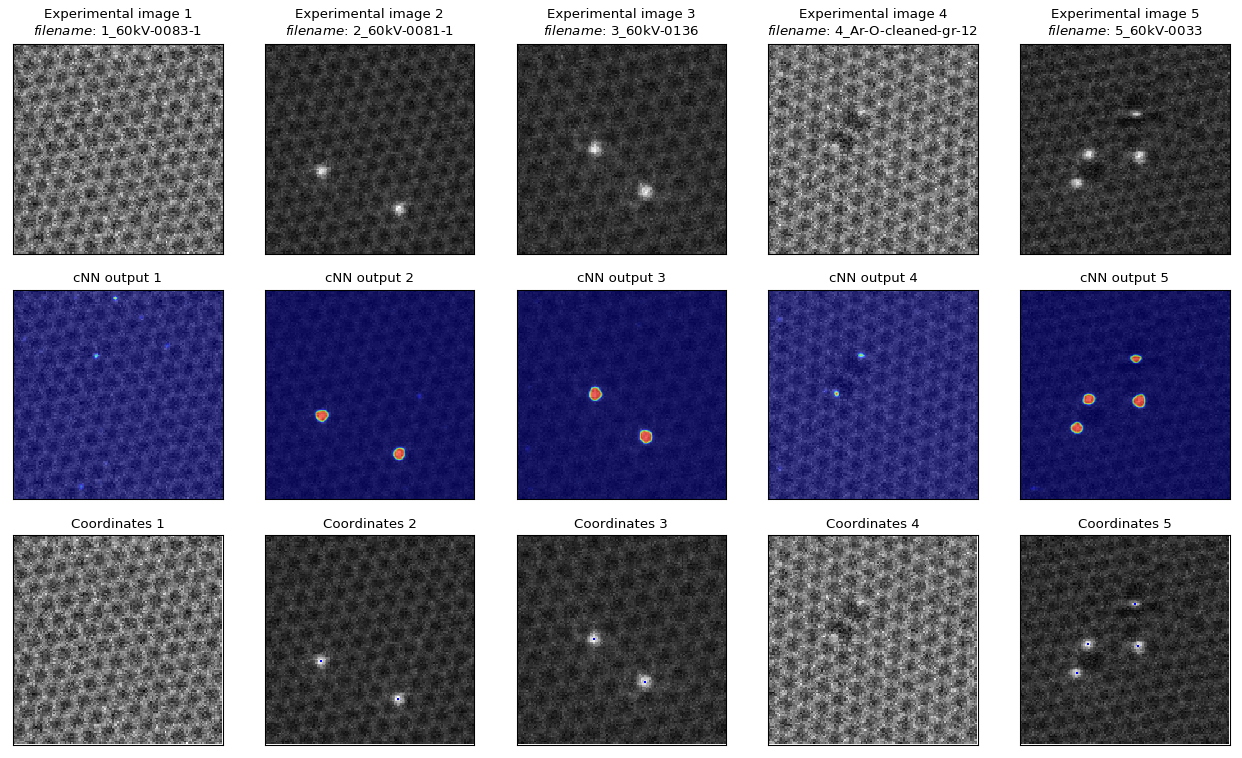 Experimental image 1
filename: 1_60kV-0083-1
Experimental image 2
filename: 2_60kV-0081-1
Experimental image 3
filename: 3_60kV-0136
Experimental image 4
filename: 4_Ar-O-cleaned-gr-12
Experimental image 5
filename: 5_60kV-0033
cNN output 1
cNN output 2
cNN output 3
cNN output 4
cNN output 5
Coordinates 1
Coordinates 2
Coordinates 3
Coordinates 4
Coordinates 5